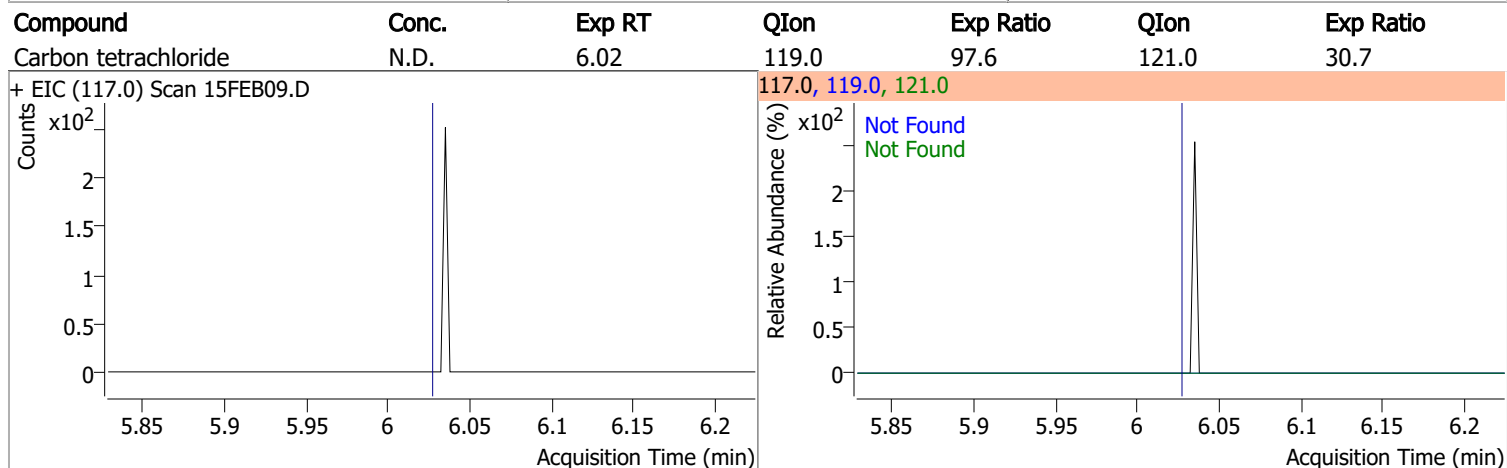 Compound Conc. Exp RT QIon Exp Ratio QIon Exp Ratio
Carbon tetrachloride N.D. 6.02 119.0 97.6 121.0 30.7
+ EIC (117.0) Scan 15FEB09.D
Counts
x10²
2
1.5
1
0.5
0
5.85 5.9 5.95 6 6.05 6.1 6.15 6.2
Acquisition Time (min)
117.0, 119.0, 121.0
Relative Abundance (%)
x10²
Not Found
Not Found
2
1.5
1
0.5
0
5.85 5.9 5.95 6 6.05 6.1 6.15 6.2
Acquisition Time (min)